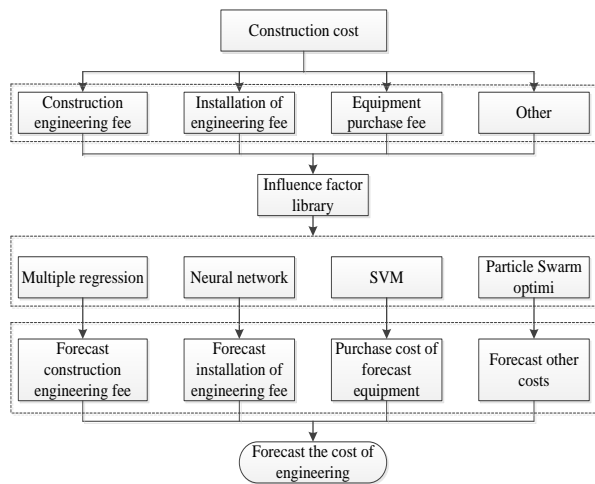 Construction cost
Construction
engineering fee
Installation of
engineering fee
Equipment
purchase fee
Other
Influence factor
library
Multiple regression
Neural network
SVM
Particle Swarm
optimi
Forecast
construction
engineering fee
Forecast
installation of
engineering fee
Purchase cost of
forecast
equipment
Forecast other
costs
Forecast the cost of
engineering